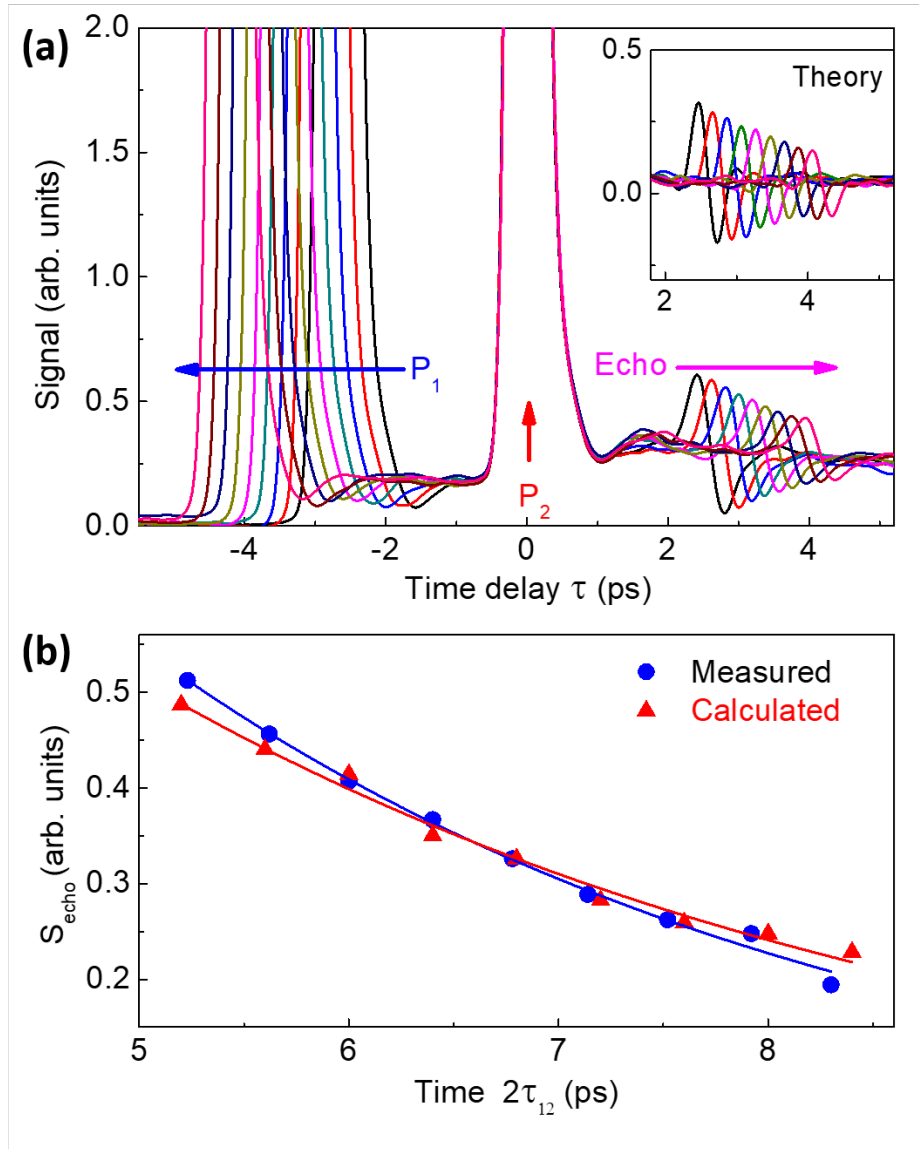 (a)
2.0
1.5
1.0
0.5
0.0
Signal (arb. units)
-4 -2 0 2 4
Time delay τ (ps)
P₁
P₂
Echo
0.5
0.0
2 4
Theory
(b)
0.5
0.4
0.3
0.2
S_echo (arb. units)
Measured
Calculated
5 6 7 8
Time 2τ₁₂ (ps)